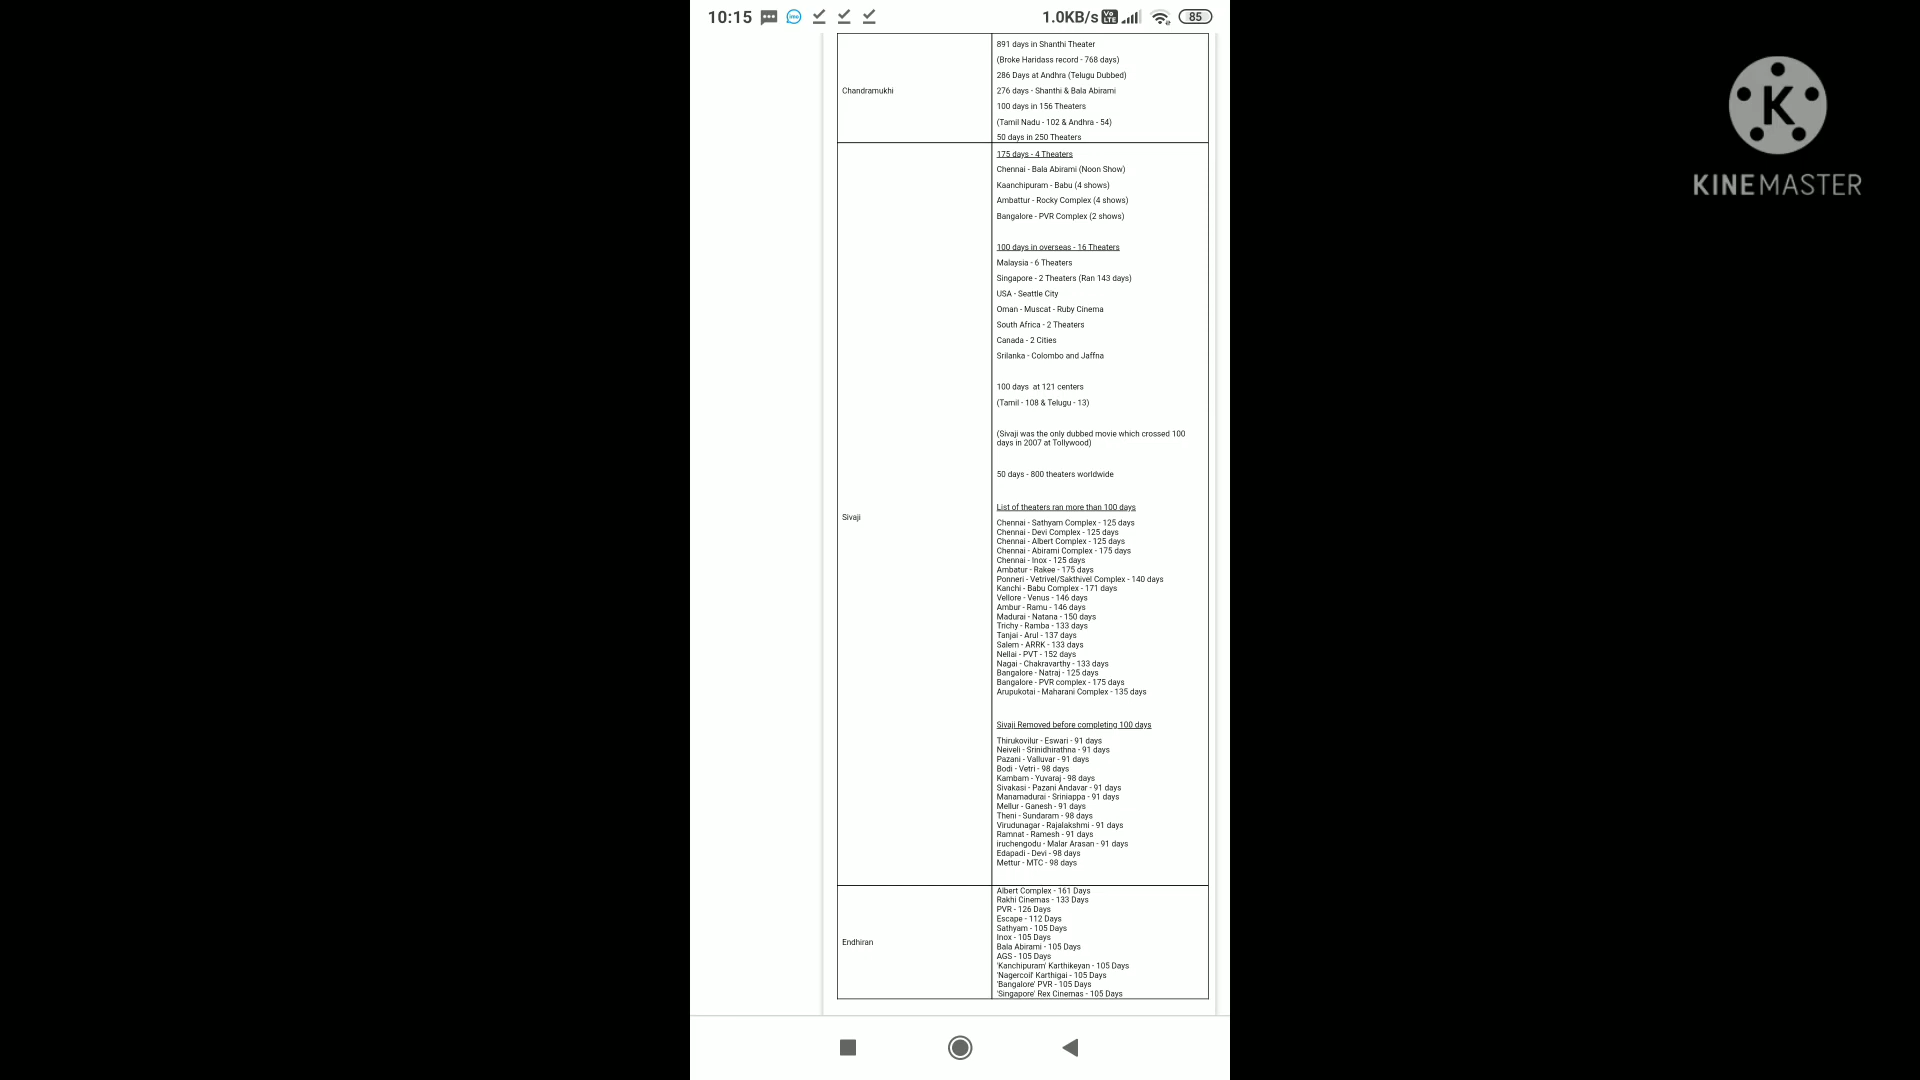 10:15
1.0KB/s Vo LTE 85
891 days in Shanthi Theater
(Broke Haridass record - 768 days)
286 Days at Andhra (Telugu Dubbed)
Chandramukhi
276 days - Shanthi & Bala Abirami
100 days in 156 Theaters
(Tamil Nadu - 102 & Andhra - 54)
50 days in 250 Theaters
175 days - 4 Theaters
Chennai - Bala Abirami (Noon Show)
Kaanchipuram - Babu (4 shows)
Ambattur - Rocky Complex (4 shows)
Bangalore - PVR Complex (2 shows)
100 days in overseas - 16 Theaters
Malaysia - 6 Theaters
Singapore - 2 Theaters (Ran 143 days)
USA - Seattle City
Oman - Muscat - Ruby Cinema
South Africa - 2 Theaters
Canada - 2 Cities
Srilanka - Colombo and Jaffna
100 days  at 121 centers
(Tamil - 108 & Telugu - 13)
(Sivaji was the only dubbed movie which crossed 100
days in 2007 at Tollywood)
50 days - 800 theaters worldwide
List of theaters ran more than 100 days
Sivaji
Chennai - Sathyam Complex - 125 days
Chennai - Devi Complex - 125 days
Chennai - Albert Complex - 125 days
Chennai - Abirami Complex - 175 days
Chennai - Inox - 125 days
Ambatur - Rakee - 175 days
Ponneri - Vetrivel/Sakthivel Complex - 140 days
Kanchi - Babu Complex - 171 days
Vellore - Venus - 146 days
Ambur - Ramu - 146 days
Madurai - Natana - 150 days
Trichy - Ramba - 133 days
Tanjai - Arul - 137 days
Salem - ARRK - 133 days
Nellai - PVT - 152 days
Nagai - Chakravarthy - 133 days
Bangalore - Natraj - 125 days
Bangalore - PVR complex - 175 days
Arupukotai - Maharani Complex - 135 days
Sivaji Removed before completing 100 days
Thirukovilur - Eswari - 91 days
Neiveli - Srinidhirathna - 91 days
Pazani - Valluvar - 91 days
Bodi - Vetri - 98 days
Kambam - Yuvaraj - 98 days
Sivakasi - Pazani Andavar - 91 days
Manamadurai - Sriniappa - 91 days
Mellur - Ganesh - 91 days
Theni - Sundaram - 98 days
Virudunagar - Rajalakshmi - 91 days
Ramnat - Ramesh - 91 days
iruchengodu - Malar Arasan - 91 days
Edapadi - Devi - 98 days
Mettur - MTC - 98 days
Endhiran
Albert Complex - 161 Days
Rakhi Cinemas - 133 Days
PVR - 126 Days
Escape - 112 Days
Sathyam - 105 Days
Inox - 105 Days
Bala Abirami - 105 Days
AGS - 105 Days
'Kanchipuram' Karthikeyan - 105 Days
'Nagercoil' Karthigai - 105 Days
'Bangalore' PVR - 105 Days
'Singapore' Rex Cinemas - 105 Days
K
KINEMASTER